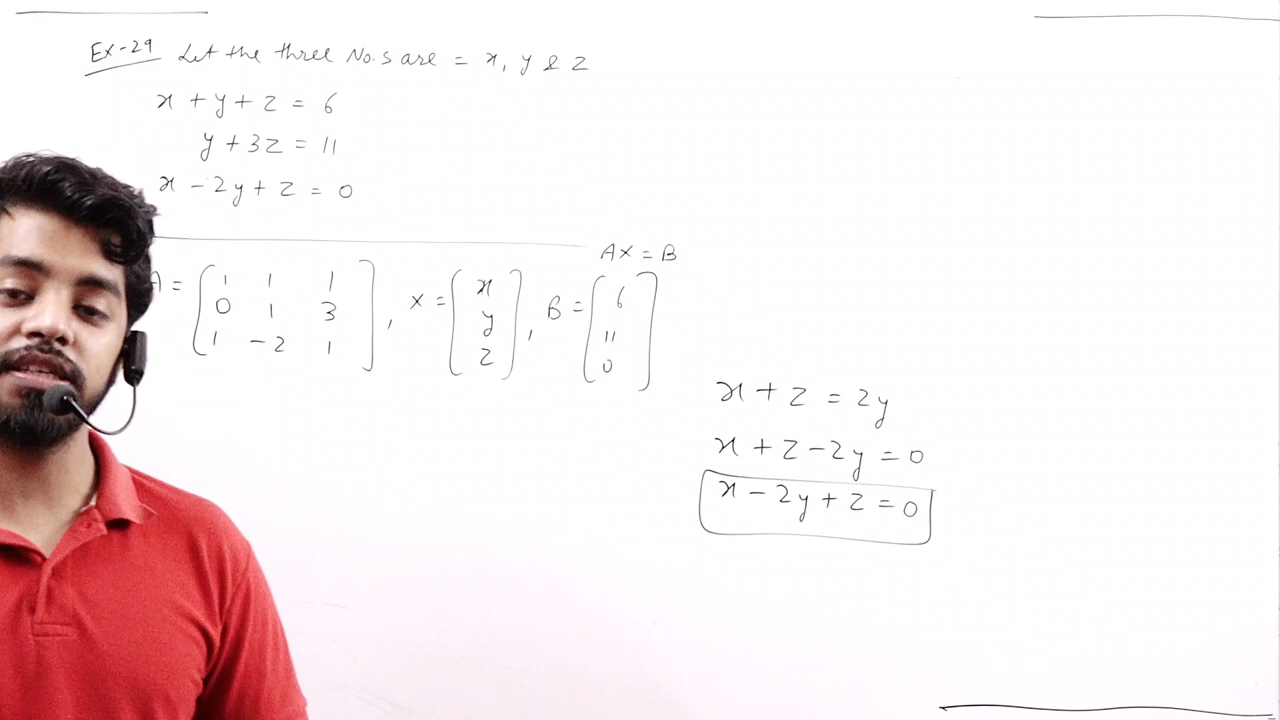 Ex-29 Let the three No.s are = x, y & z
x + y + z = 6
y + 3z = 11
x - 2y + z = 0
AX = B
A = [1 1 1
0 1 3
1 -2 1], X = [x
y
z], B = [6
11
0]
x + z = 2y
x + z - 2y = 0
x - 2y + z = 0